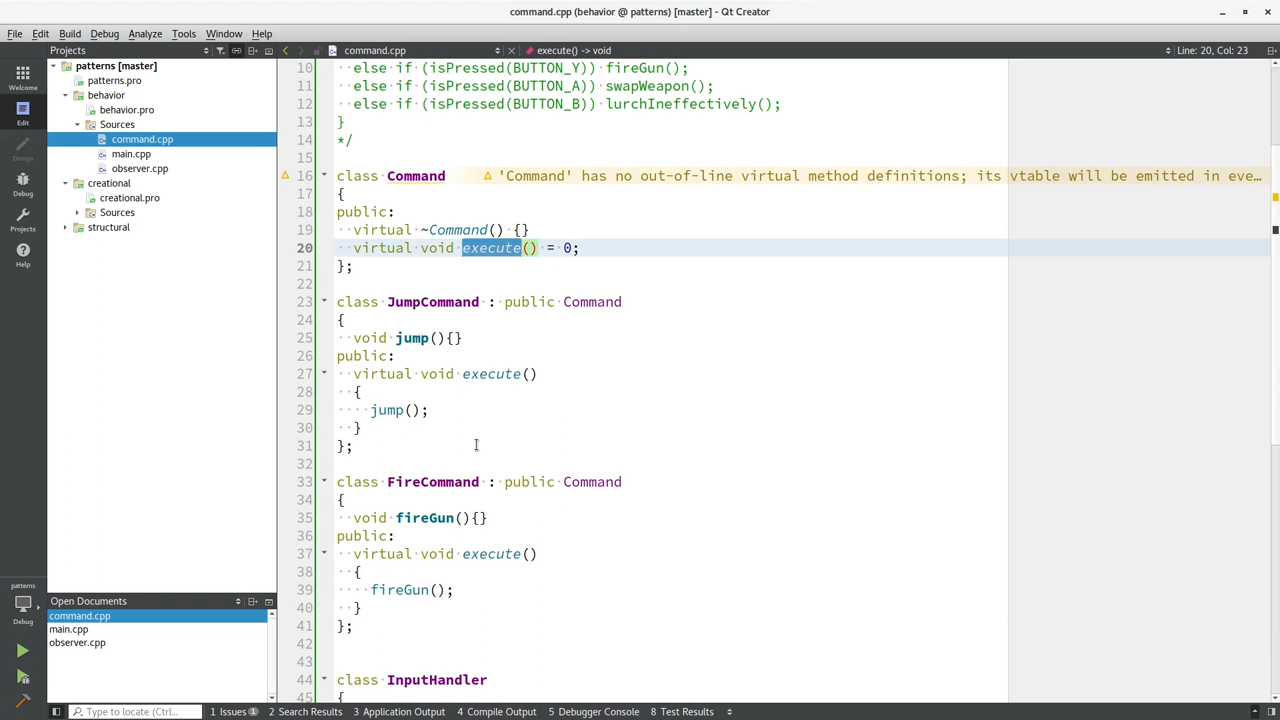 command.cpp (behavior @ patterns) [master] - Qt Creator
File Edit Build Debug Analyze Tools Window Help
Projects
command.cpp
execute() -> void
Line: 20, Col: 23
Welcome
Edit
Design
Debug
Projects
Help
patterns
Debug
patterns [master]
patterns.pro
behavior
behavior.pro
Sources
command.cpp
main.cpp
observer.cpp
creational
creational.pro
Sources
structural
Open Documents
command.cpp
main.cpp
observer.cpp
10 else if (isPressed(BUTTON_Y)) fireGun();
11 else if (isPressed(BUTTON_A)) swapWeapon();
12 else if (isPressed(BUTTON_B)) lurchIneffectively();
13 }
14 */
15
16 class Command 'Command' has no out-of-line virtual method definitions; its vtable will be emitted in eve…
17 {
18 public:
19 virtual ~Command() {}
20 virtual void execute() = 0;
21 };
22
23 class JumpCommand : public Command
24 {
25 void jump(){}
26 public:
27 virtual void execute()
28 {
29 jump();
30 }
31 };
32
33 class FireCommand : public Command
34 {
35 void fireGun(){}
36 public:
37 virtual void execute()
38 {
39 fireGun();
40 }
41 };
42
43
44 class InputHandler
45 {
Type to locate (Ctrl+...
1 Issues 1
2 Search Results
3 Application Output
4 Compile Output
5 Debugger Console
8 Test Results